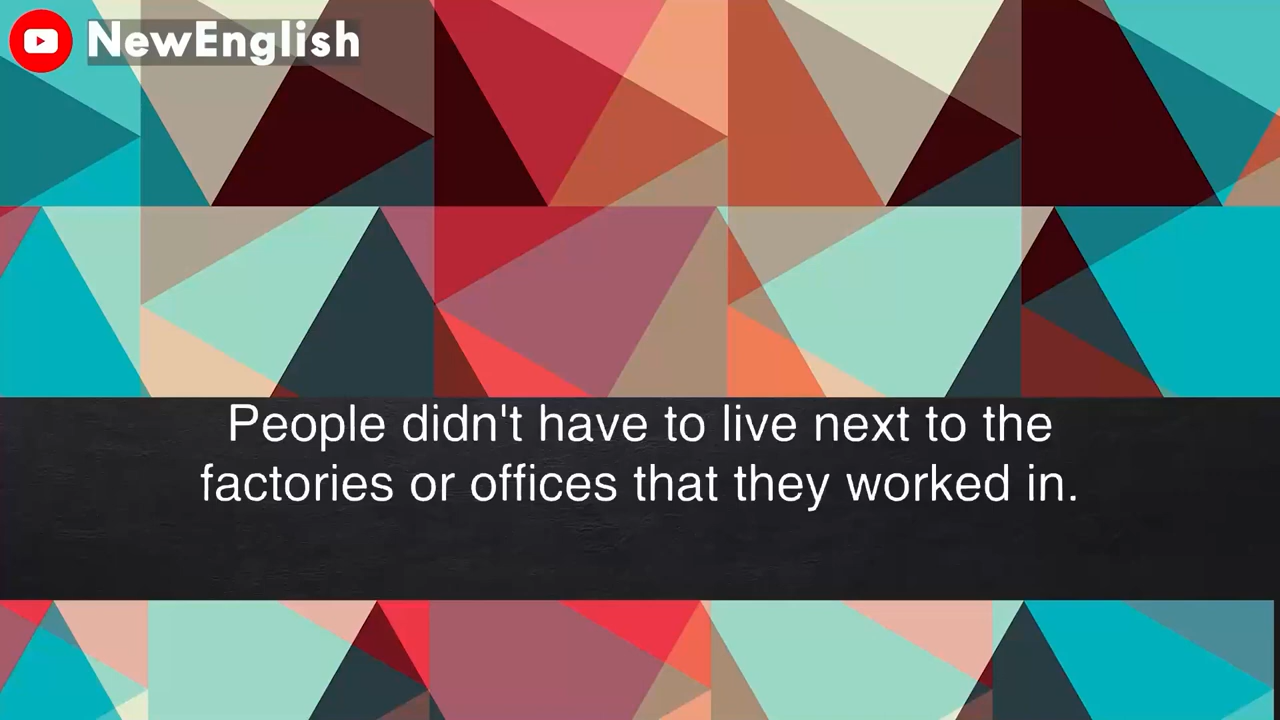 NewEnglish
People didn't have to live next to the
factories or offices that they worked in.